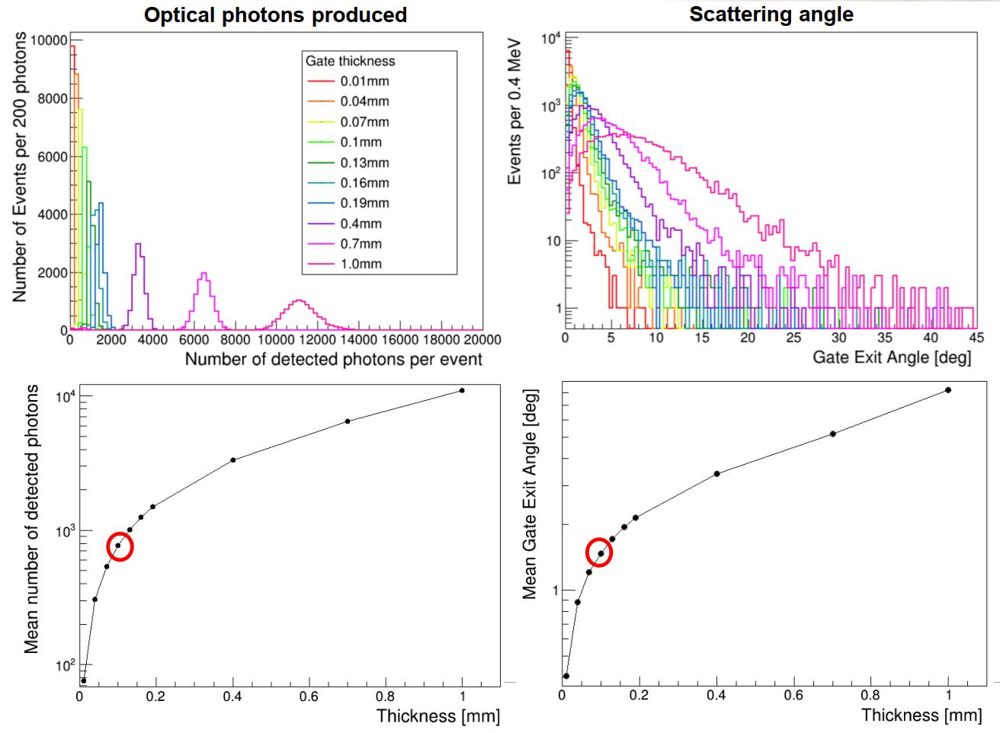 Optical photons produced
Number of Events per 200 photons
10000
8000
6000
4000
2000
0
Gate thickness
0.01mm
0.04mm
0.07mm
0.1mm
0.13mm
0.16mm
0.19mm
0.4mm
0.7mm
1.0mm
0 2000 4000 6000 8000 10000 12000 14000 16000 18000 20000
Number of detected photons per event
Scattering angle
Events per 0.4 MeV
10⁴
10³
10²
10
1
0 5 10 15 20 25 30 35 40 45
Gate Exit Angle [deg]
Mean number of detected photons
10⁴
10³
10²
0 0.2 0.4 0.6 0.8 1
Thickness [mm]
Mean Gate Exit Angle [deg]
1
0 0.2 0.4 0.6 0.8 1
Thickness [mm]